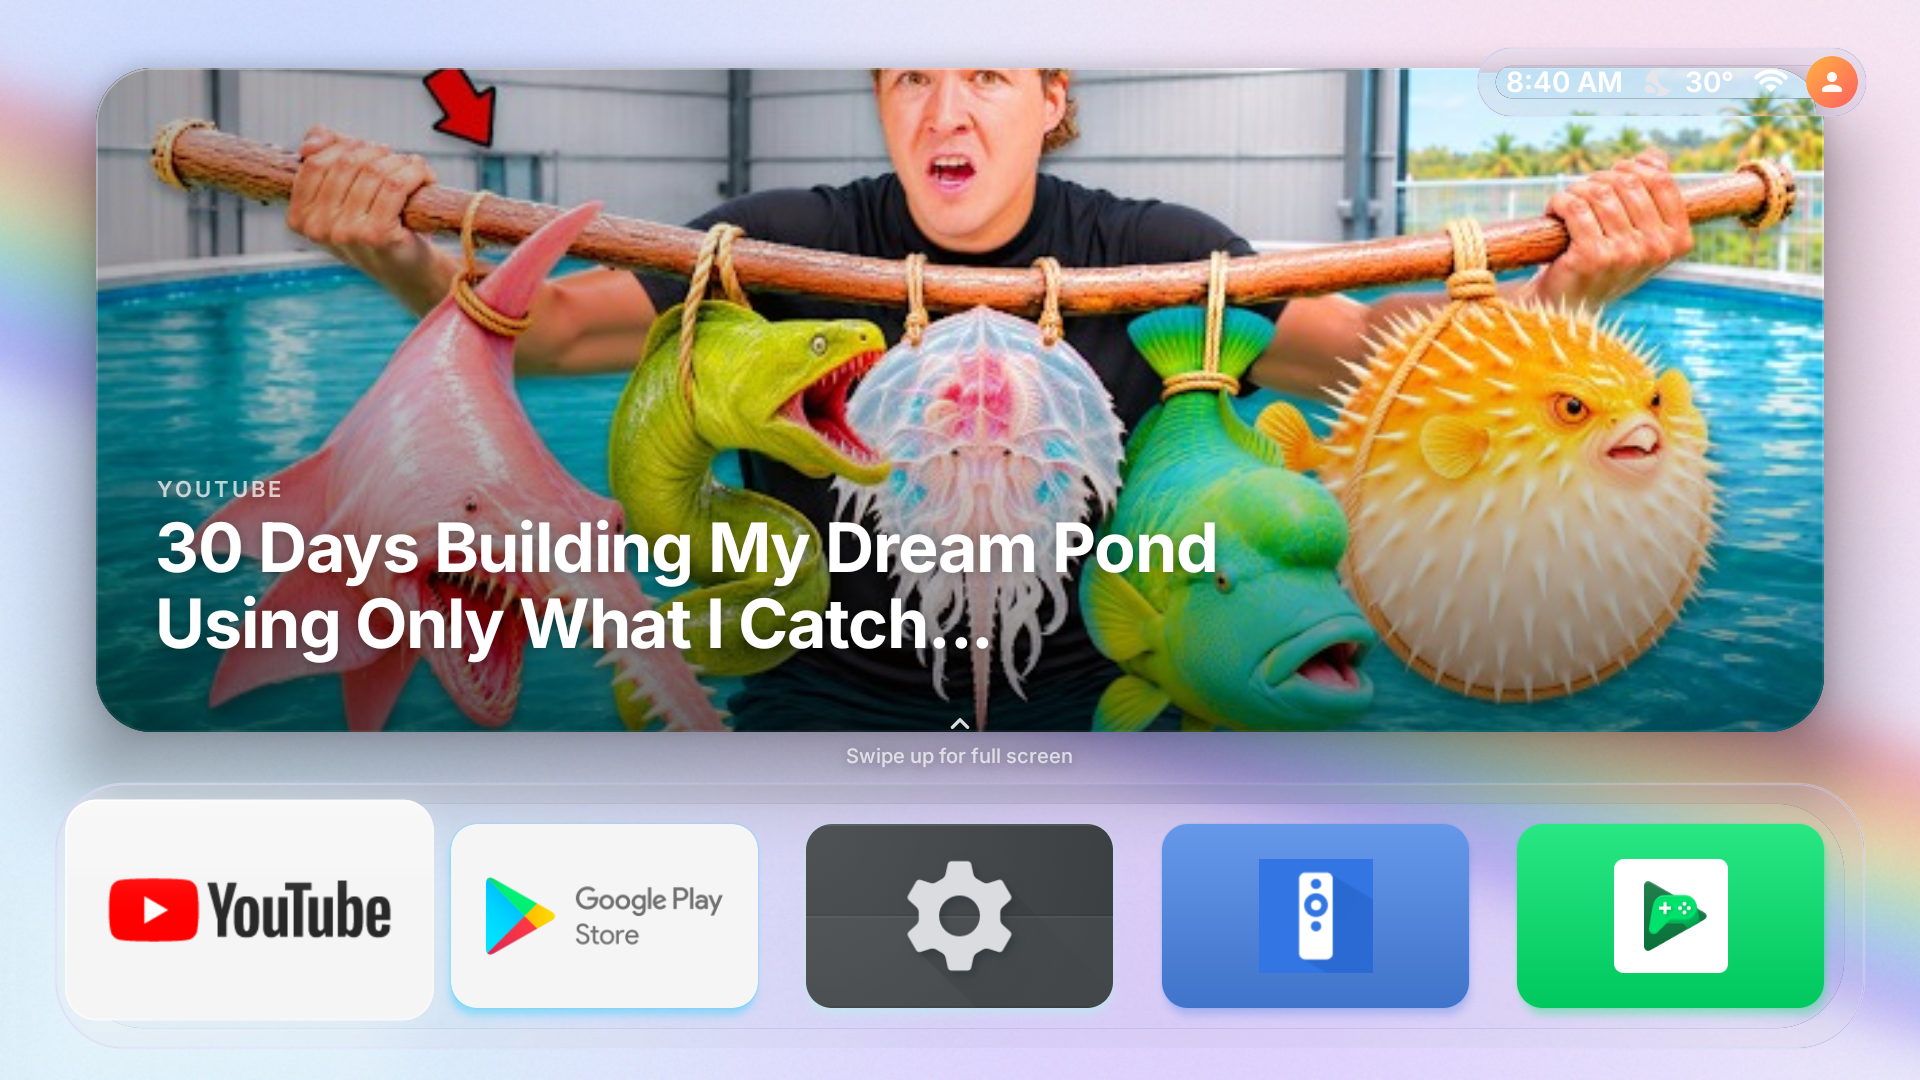 8:40 AM 30°
YOUTUBE
30 Days Building My Dream Pond
Using Only What I Catch...
Swipe up for full screen
YouTube
Google Play
Store